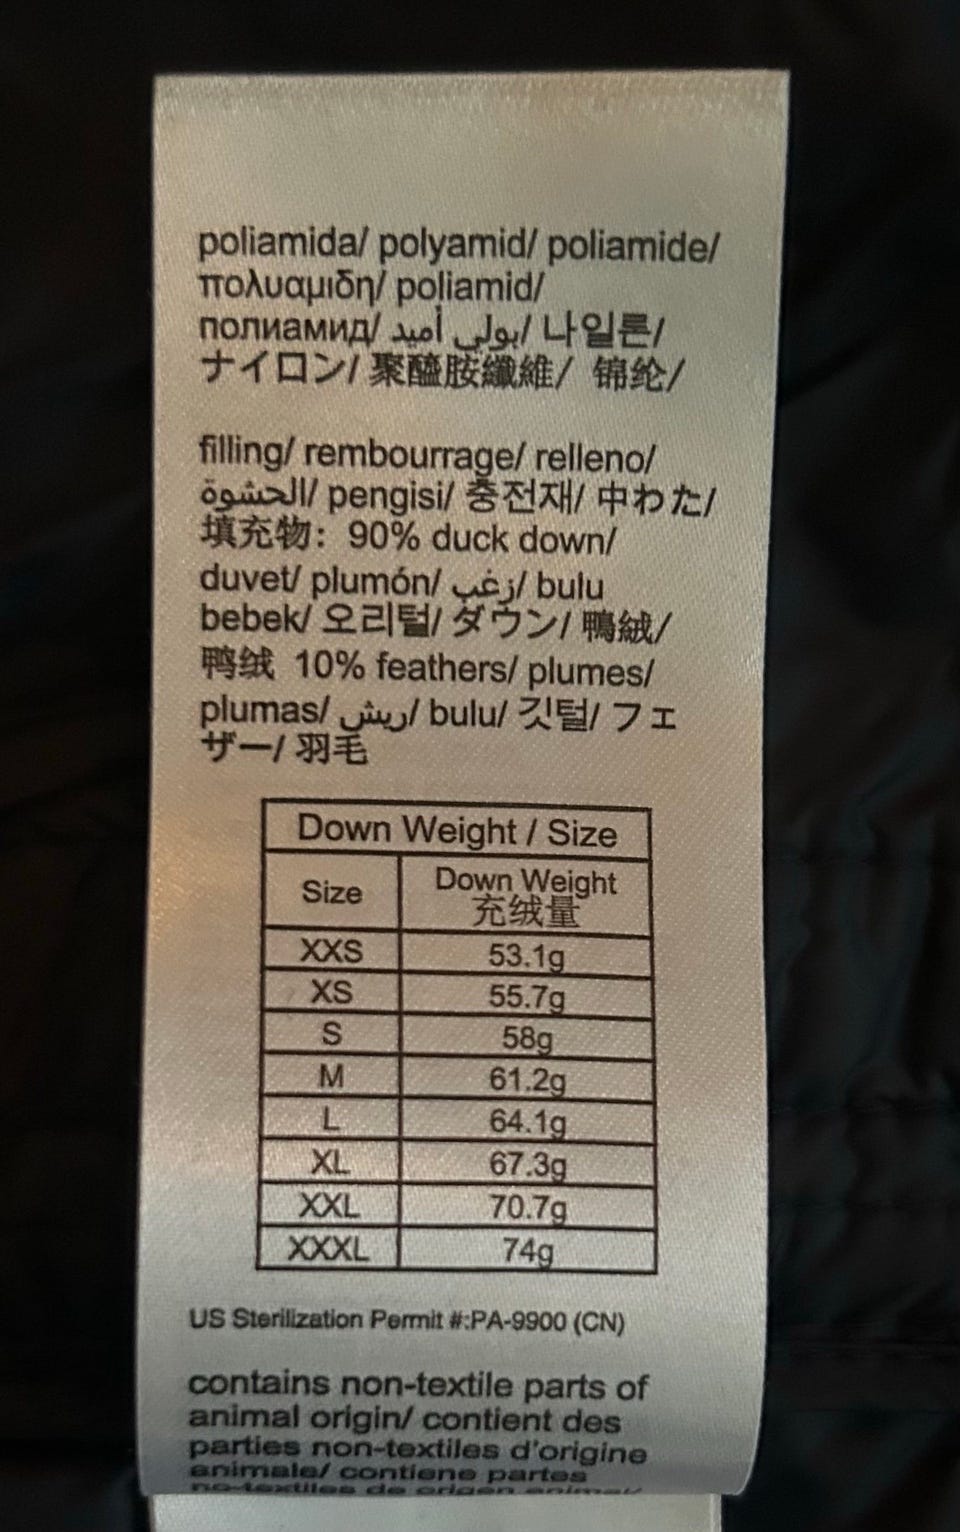 poliamida/ polyamid/ poliamide/
πολυαμιδη/ poliamid/
полиамид/ بولي أميد/ 나일론/
ナイロン/ 聚醯胺纖維/ 锦纶/
filling/ rembourrage/ relleno/
الحشوة/ pengisi/ 충전재/ 中わた/
填充物: 90% duck down/
duvet/ plumón/ زغب/ bulu
bebek/ 오리털/ ダウン/ 鴨絨/
鸭绒 10% feathers/ plumes/
plumas/ ريش/ bulu/ 깃털/ フェ
ザー/ 羽毛
Down Weight / Size
Size Down Weight
充绒量
XXS 53.1g
XS 55.7g
S 58g
M 61.2g
L 64.1g
XL 67.3g
XXL 70.7g
XXXL 74g
US Sterilization Permit #:PA-9900 (CN)
contains non-textile parts of
animal origin/ contient des
parties non-textiles d'origine
animale/ contiene partes
no-textiles de origen animal/